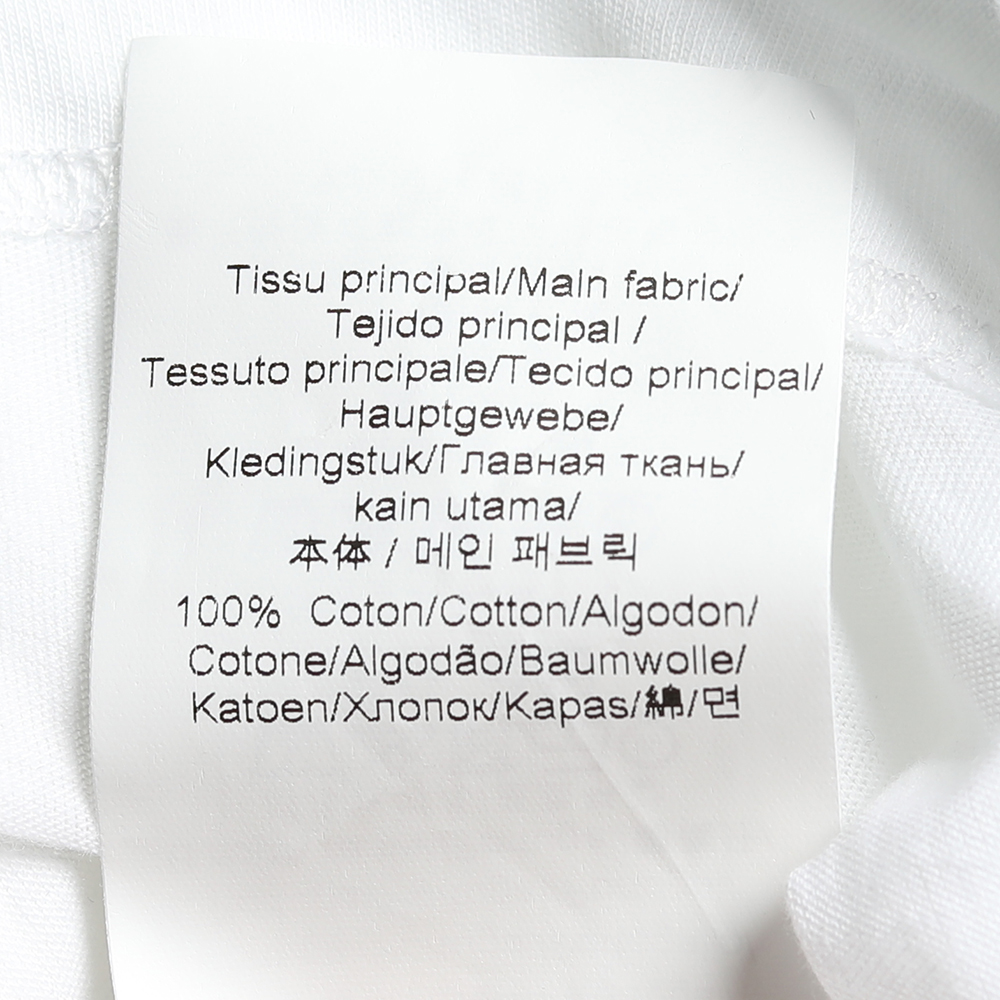 Tissu principal/Main fabric/
Tejido principal /
Tessuto principale/Tecido principal/
Hauptgewebe/
Kledingstuk/Главная ткань/
kain utama/
本体 / 메인 패브릭
100% Coton/Cotton/Algodon/
Cotone/Algodão/Baumwolle/
Katoen/Хлопок/Kapas/綿/면